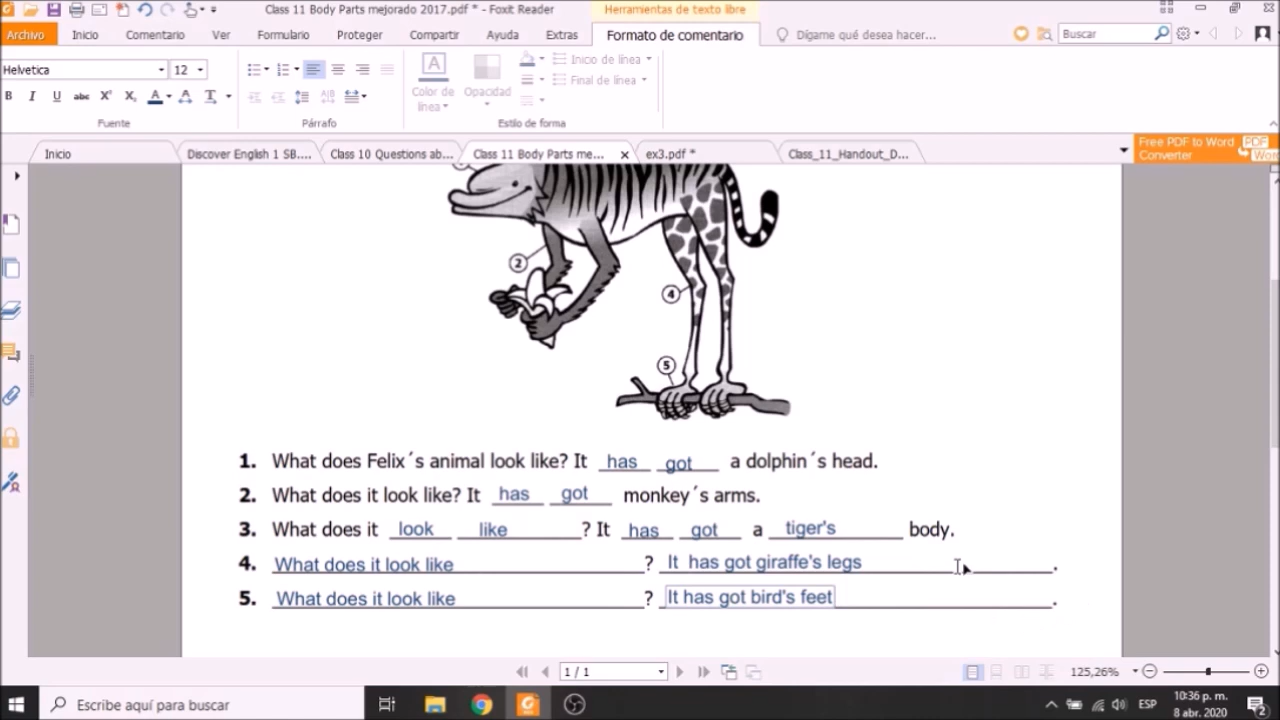 Class 11 Body Parts mejorado 2017.pdf * - Foxit Reader
Herramientas de texto libre
Archivo Inicio Comentario Ver Formulario Proteger Compartir Ayuda Extras Formato de comentario Dígame qué desea hacer... Buscar
Helvetica 12 Inicio de línea
Color de línea Opacidad Final de línea
Fuente Párrafo Estilo de forma
Inicio Discover English 1 SB.... Class 10 Questions ab... Class 11 Body Parts me... ex3.pdf * Class_11_Handout_D... Free PDF to Word Converter
2
4
5
1. What does Felix´s animal look like? It has got a dolphin´s head.
2. What does it look like? It has got monkey´s arms.
3. What does it look like ? It has got a tiger's body.
4. What does it look like ? It has got giraffe's legs .
5. What does it look like ? It has got bird's feet .
1 / 1 125,26%
Escribe aquí para buscar ESP 10:36 p. m.
8 abr. 2020 2